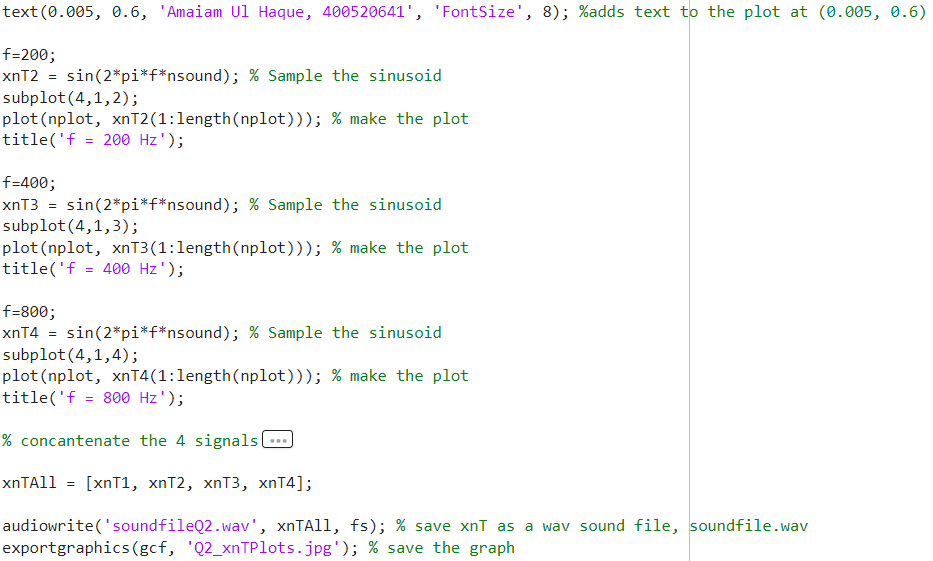 text(0.005, 0.6, 'Amaiam Ul Haque, 400520641', 'FontSize', 8); %adds text to the plot at (0.005, 0.6)
f=200;
xnT2 = sin(2*pi*f*nsound); % Sample the sinusoid
subplot(4,1,2);
plot(nplot, xnT2(1:length(nplot))); % make the plot
title('f = 200 Hz');
f=400;
xnT3 = sin(2*pi*f*nsound); % Sample the sinusoid
subplot(4,1,3);
plot(nplot, xnT3(1:length(nplot))); % make the plot
title('f = 400 Hz');
f=800;
xnT4 = sin(2*pi*f*nsound); % Sample the sinusoid
subplot(4,1,4);
plot(nplot, xnT4(1:length(nplot))); % make the plot
title('f = 800 Hz');
% concantenate the 4 signals ...
xnTAll = [xnT1, xnT2, xnT3, xnT4];
audiowrite('soundfileQ2.wav', xnTAll, fs); % save xnT as a wav sound file, soundfile.wav
exportgraphics(gcf, 'Q2_xnTPlots.jpg'); % save the graph